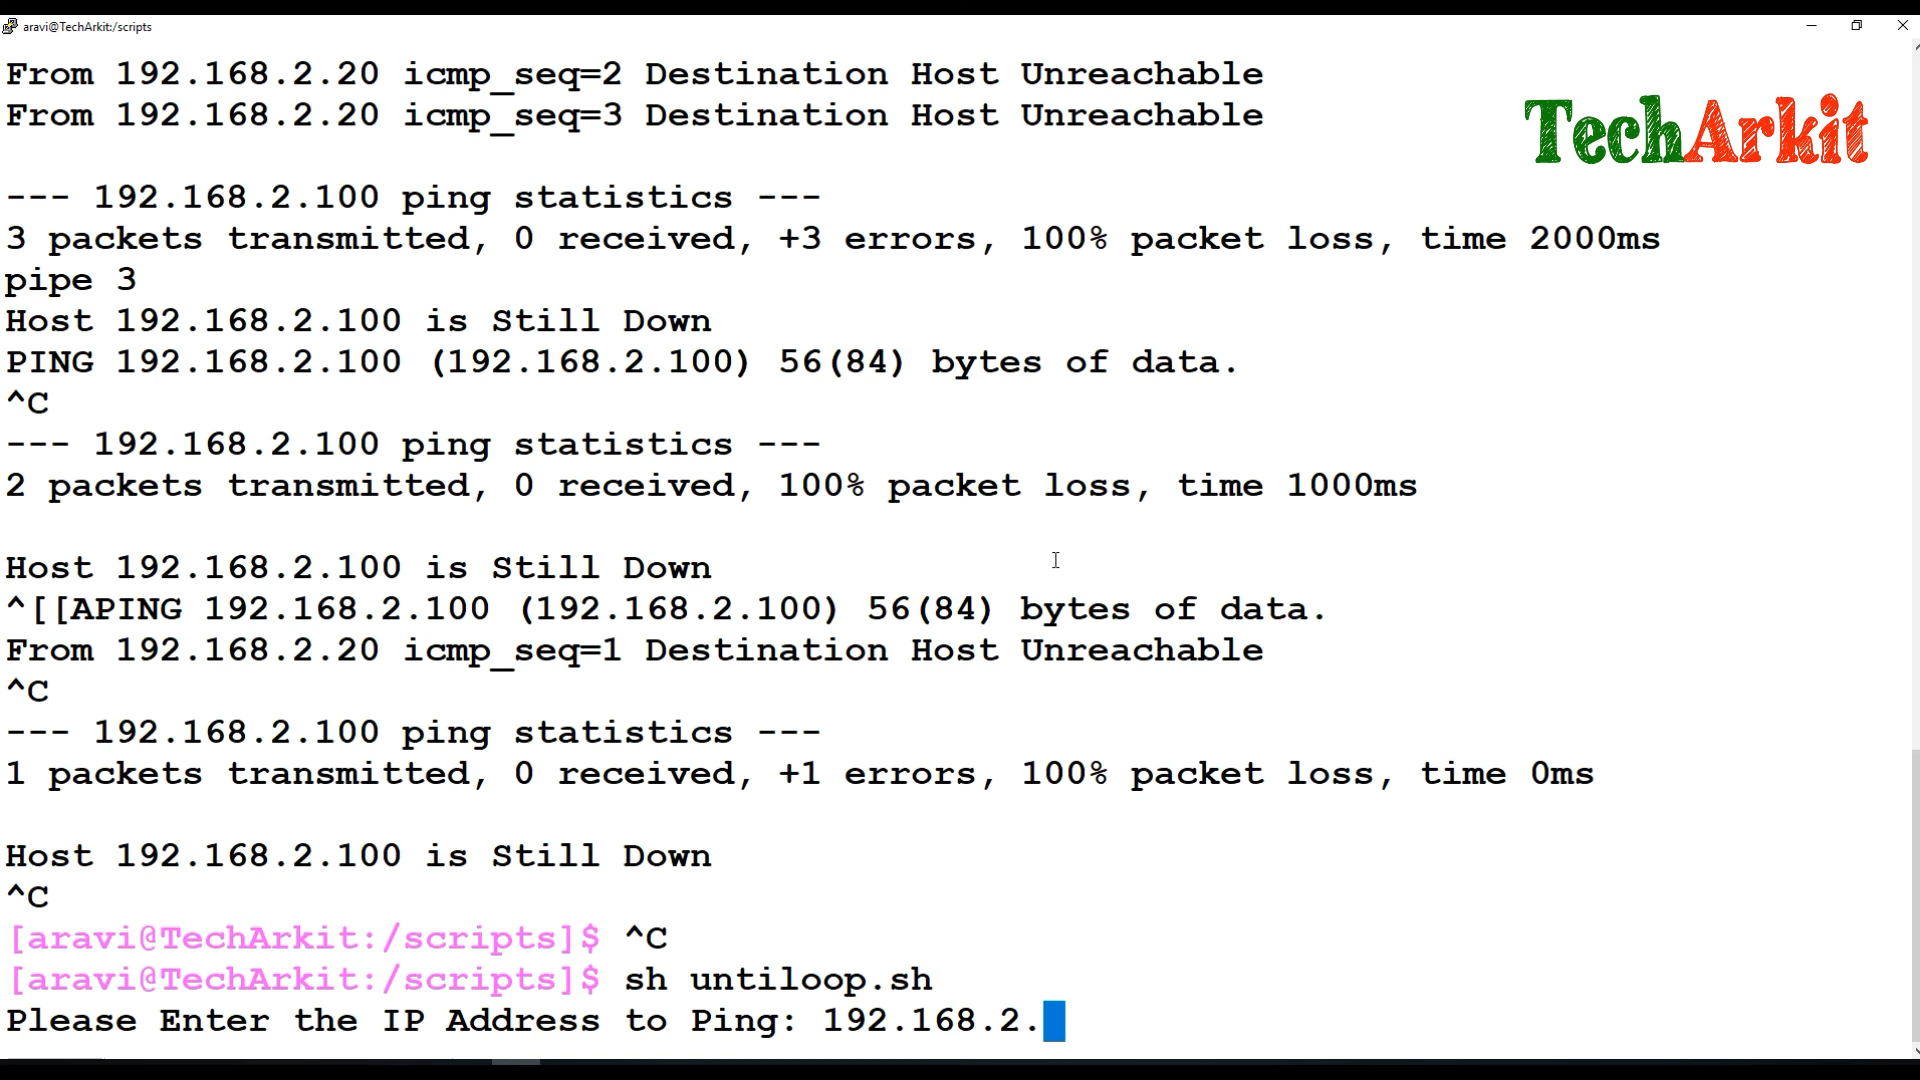 aravi@TechArkit:/scripts
From 192.168.2.20 icmp_seq=2 Destination Host Unreachable
From 192.168.2.20 icmp_seq=3 Destination Host Unreachable
TechArkit
--- 192.168.2.100 ping statistics ---
3 packets transmitted, 0 received, +3 errors, 100% packet loss, time 2000ms
pipe 3
Host 192.168.2.100 is Still Down
PING 192.168.2.100 (192.168.2.100) 56(84) bytes of data.
^C
--- 192.168.2.100 ping statistics ---
2 packets transmitted, 0 received, 100% packet loss, time 1000ms
Host 192.168.2.100 is Still Down
^[[APING 192.168.2.100 (192.168.2.100) 56(84) bytes of data.
From 192.168.2.20 icmp_seq=1 Destination Host Unreachable
^C
--- 192.168.2.100 ping statistics ---
1 packets transmitted, 0 received, +1 errors, 100% packet loss, time 0ms
Host 192.168.2.100 is Still Down
^C
[aravi@TechArkit:/scripts]$ ^C
[aravi@TechArkit:/scripts]$ sh untiloop.sh
Please Enter the IP Address to Ping: 192.168.2.